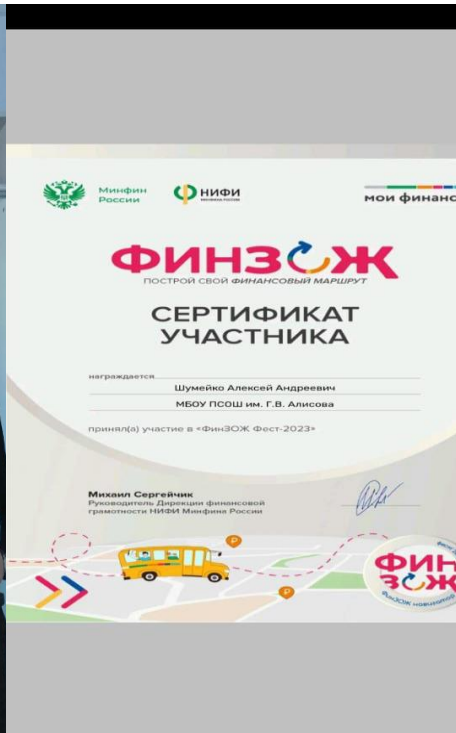 Минфин
России
НИФИ
мои финанс
ФИНЗОЖ
ПОСТРОЙ СВОЙ ФИНАНСОВЫЙ МАРШРУТ
СЕРТИФИКАТ
УЧАСТНИКА
награждается
Шумейко Алексей Андреевич
МБОУ ПСОШ им. Г.В. Алисова
принял(а) участие в «ФинЗОЖ Фест-2023»
Михаил Сергейчик
Руководитель Дирекции финансовой
грамотности НИФИ Минфина России
ФИН
ЗОЖ